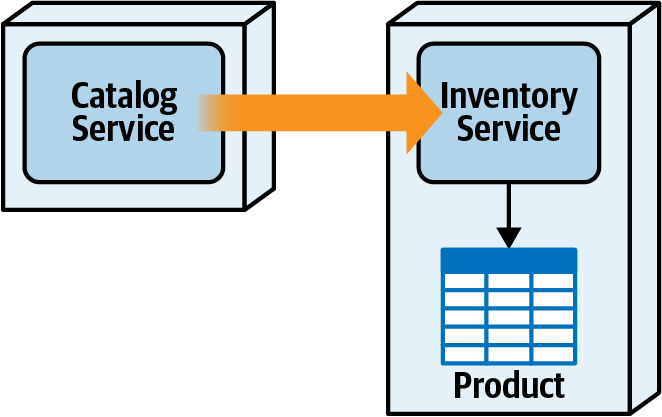 Catalog
Service
Inventory
Service
Product